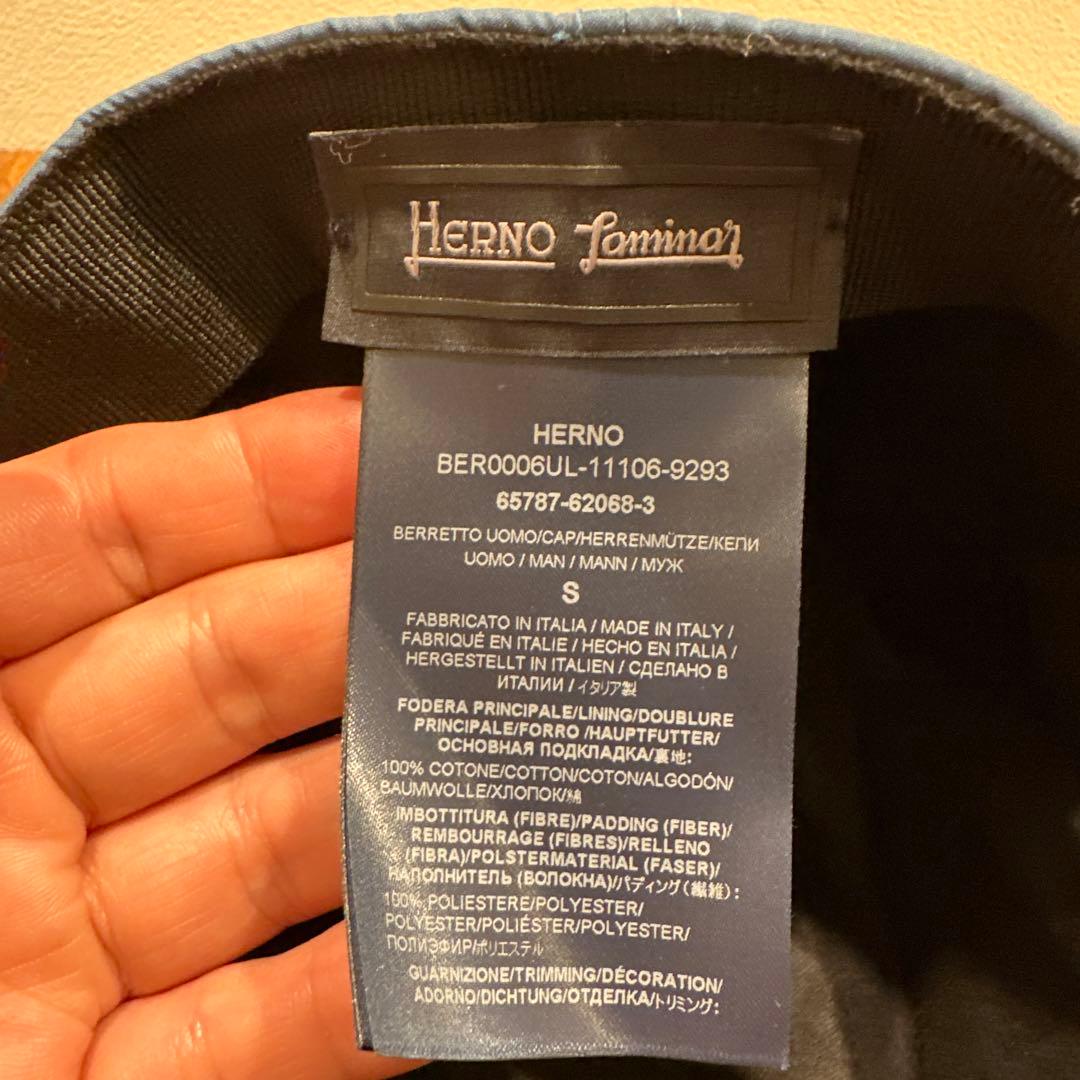 HERNO Laminar
HERNO
BER0006UL-11106-9293
65787-62068-3
BERRETTO UOMO/CAP/HERRENMÜTZE/КЕПИ
UOMO / MAN / MANN / МУЖ
S
FABBRICATO IN ITALIA / MADE IN ITALY /
FABRIQUÉ EN ITALIE / HECHO EN ITALIA /
HERGESTELLT IN ITALIEN / СДЕЛАНО В
ИТАЛИИ / イタリア製
FODERA PRINCIPALE/LINING/DOUBLURE
PRINCIPALE/FORRO /HAUPTFUTTER/
ОСНОВНАЯ ПОДКЛАДКА/裏地:
100% COTONE/COTTON/COTON/ALGODÓN/
BAUMWOLLE/ХЛОПОК/綿
IMBOTTITURA (FIBRE)/PADDING (FIBER)/
REMBOURRAGE (FIBRES)/RELLENO
(FIBRA)/POLSTERMATERIAL (FASER)/
НАПОЛНИТЕЛЬ (ВОЛОКНА)/パディング(繊維):
100% POLIESTERE/POLYESTER/
POLYESTER/POLIÉSTER/POLYESTER/
ПОЛИЭФИР/ポリエステル
GUARNIZIONE/TRIMMING/DÉCORATION/
ADORNO/DICHTUNG/ОТДЕЛКА/トリミング: